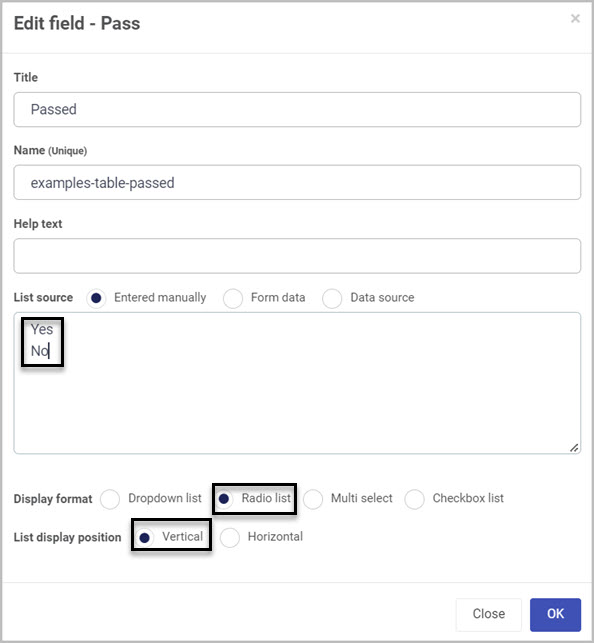 Edit field - Pass
×
Title
Passed
Name (Unique)
examples-table-passed
Help text
List source Entered manually Form data Data source
Yes
No
Display format Dropdown list Radio list Multi select Checkbox list
List display position Vertical Horizontal
Close OK